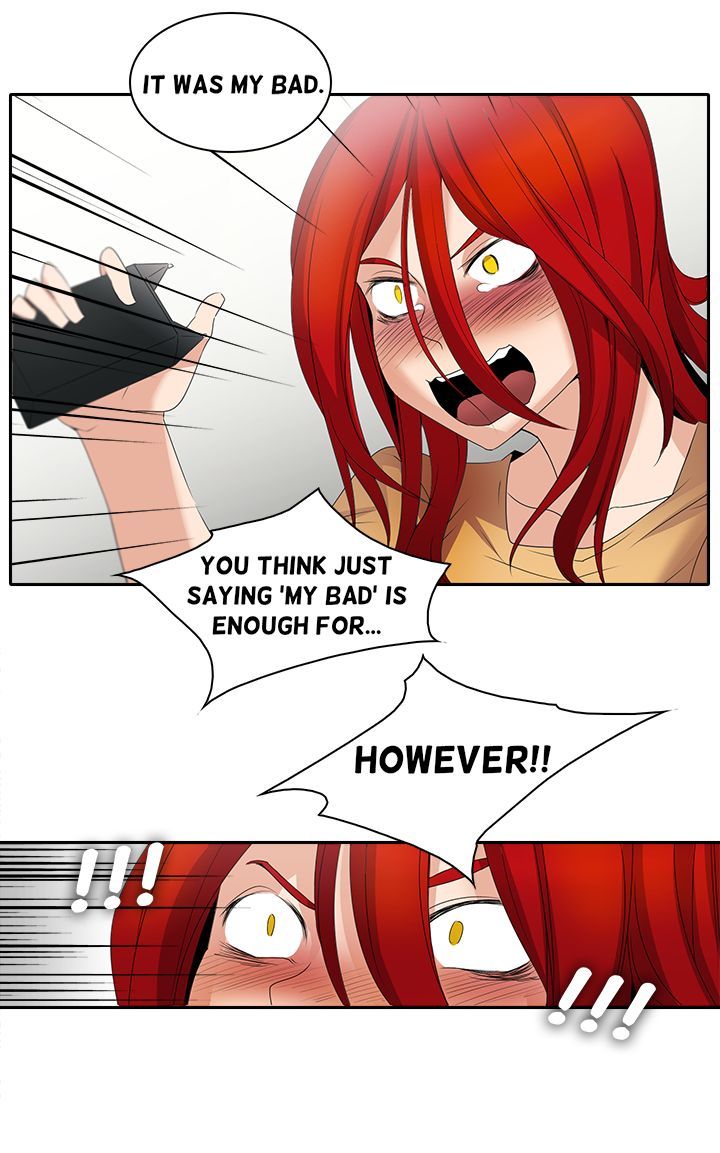 IT WAS MY BAD.
YOU THINK JUST
SAYING 'MY BAD' IS
ENOUGH FOR...
HOWEVER!!
!!!
!!!